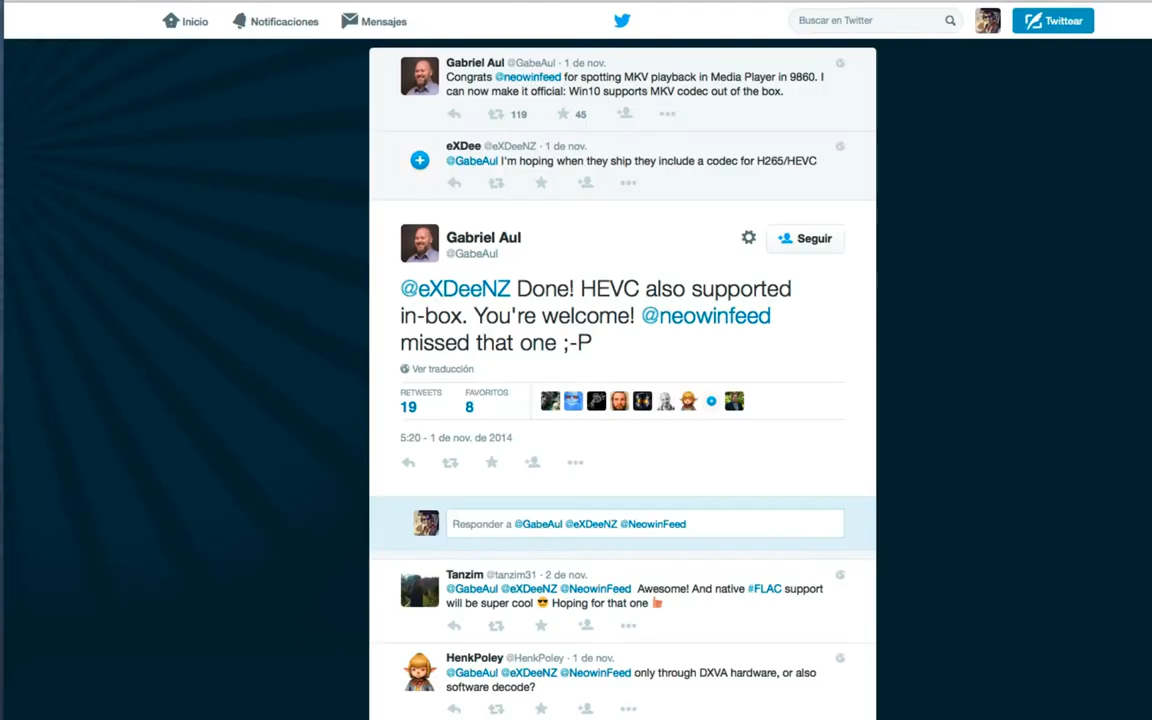 Inicio
Notificaciones
Mensajes
Buscar en Twitter
Twittear
Gabriel Aul @GabeAul · 1 de nov.
Congrats @neowinfeed for spotting MKV playback in Media Player in 9860. I
can now make it official: Win10 supports MKV codec out of the box.
119
45
eXDee @eXDeeNZ · 1 de nov.
@GabeAul I'm hoping when they ship they include a codec for H265/HEVC
Gabriel Aul
@GabeAul
Seguir
@eXDeeNZ Done! HEVC also supported
in-box. You're welcome! @neowinfeed
missed that one ;-P
Ver traducción
RETWEETS
19
FAVORITOS
8
5:20 - 1 de nov. de 2014
Responder a @GabeAul @eXDeeNZ @NeowinFeed
Tanzim @tanzim31 · 2 de nov.
@GabeAul @eXDeeNZ @NeowinFeed Awesome! And native #FLAC support
will be super cool 😎 Hoping for that one 👍
HenkPoley @HenkPoley · 1 de nov.
@GabeAul @eXDeeNZ @NeowinFeed only through DXVA hardware, or also
software decode?